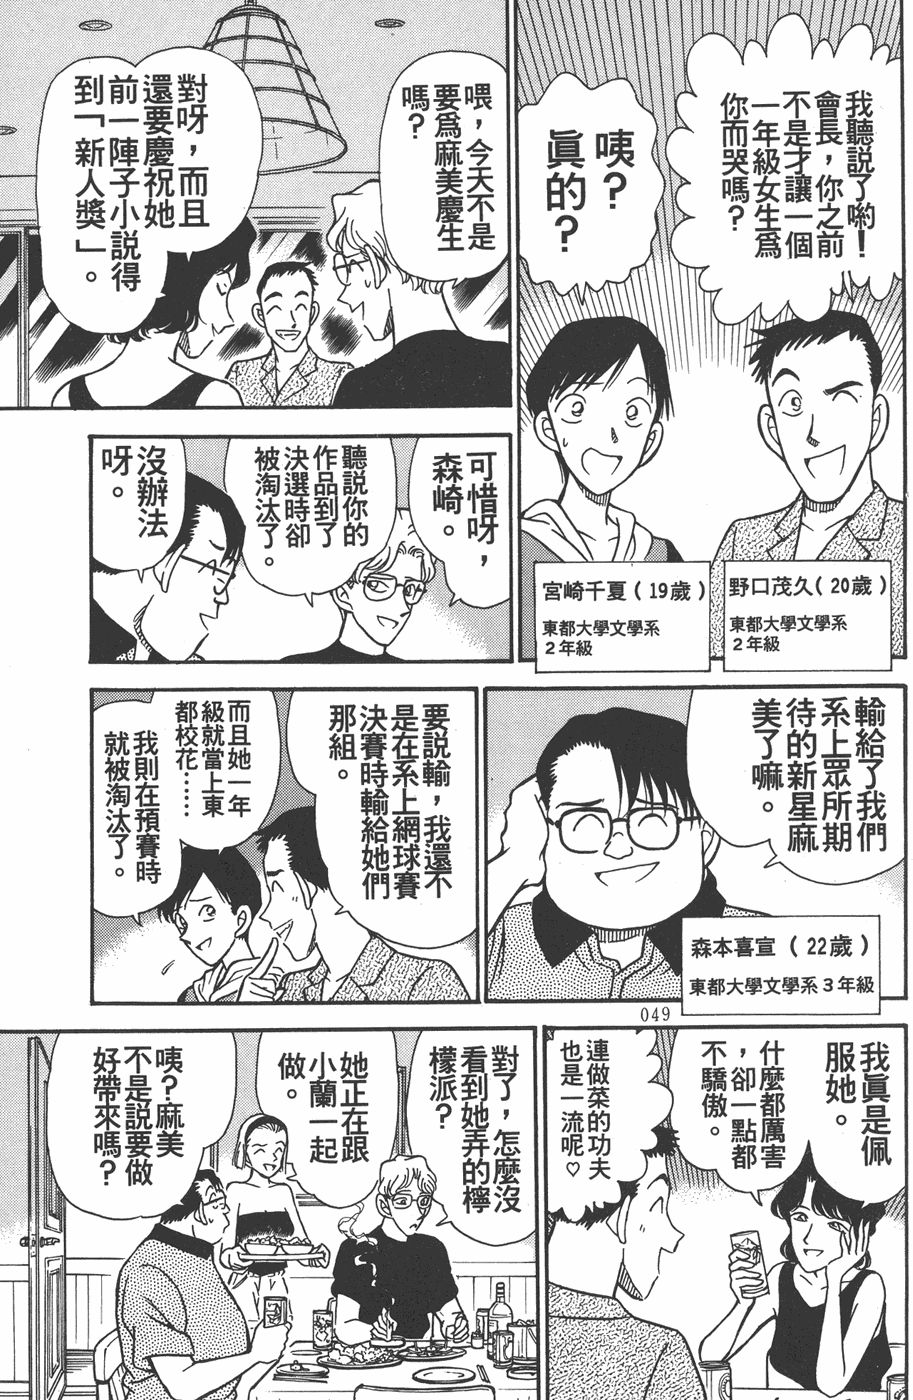 我聽說了喲！
會長，你之前
不是才讓一個
一年級女生爲
你而哭嗎？
咦？
眞的？
宮崎千夏(19歲)
東都大學文學系
2年級
野口茂久(20歲)
東都大學文學系
2年級
喂，今天不是
要爲麻美慶生
嗎？
對呀，而且
還要慶祝她
前一陣子小說得
到「新人獎」。
可惜呀，
森崎。
聽說你的
作品到了
決選時卻
被淘汰了。
沒辦法
呀。
輸給了我們
系上眾所期
待的新星麻
美了嘛。
森本喜宣(22歲)
東都大學文學系3年級
要說輸，我還不
是在系上網球賽
決賽時輸給她們
那組。
而且她一年
級就當上東
都校花……
我則在預賽時
就被淘汰了。
049
我眞是佩
服她。
什麼都厲害
，卻一點都
不驕傲。
連做菜的功夫
也是一流呢♡
對了，怎麼沒
看到她弄的檸
檬派？
她正在跟
小蘭一起
做。
咦？麻美
不是說要做
好帶來嗎？